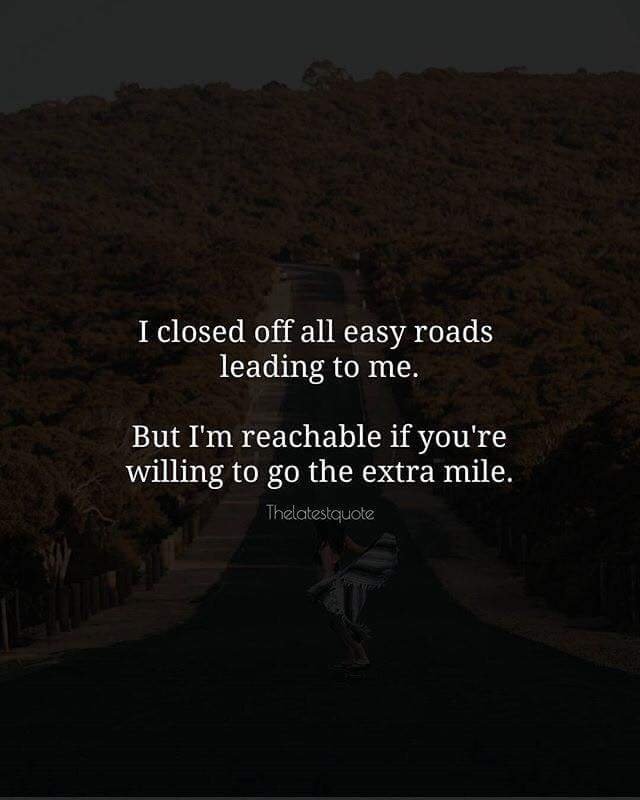 I closed off all easy roads
leading to me.
But I'm reachable if you're
willing to go the extra mile.
Thelatestquote